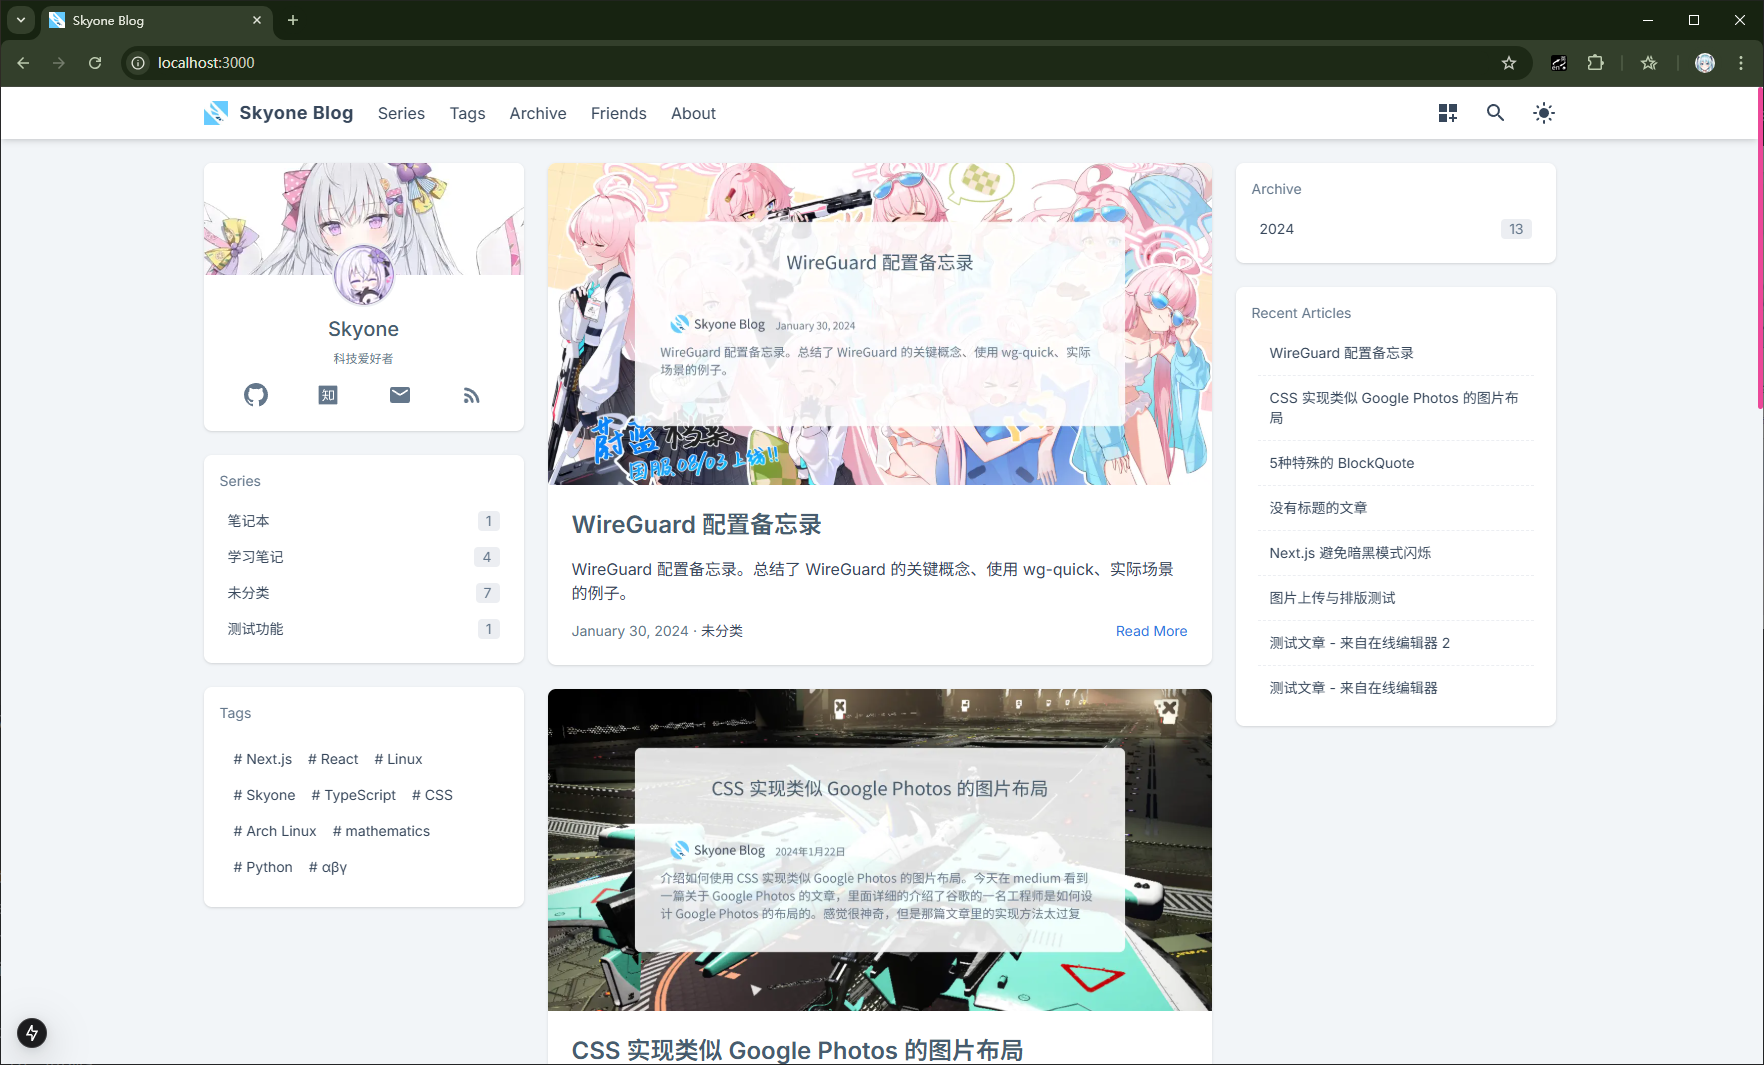 Skyone Blog
localhost:3000
Skyone Blog Series Tags Archive Friends About
Skyone
科技爱好者
知
Series
笔记本 1
学习笔记 4
未分类 7
测试功能 1
Tags
# Next.js # React # Linux
# Skyone # TypeScript # CSS
# Arch Linux # mathematics
# Python # αβγ
WireGuard 配置备忘录
Skyone Blog January 30, 2024
WireGuard 配置备忘录。总结了 WireGuard 的关键概念、使用 wg-quick、实际
场景的例子。
蔚蓝档案
国服08/03上线!!
WireGuard 配置备忘录
WireGuard 配置备忘录。总结了 WireGuard 的关键概念、使用 wg-quick、实际场景
的例子。
January 30, 2024 · 未分类 Read More
CSS 实现类似 Google Photos 的图片布局
Skyone Blog 2024年1月22日
介绍如何使用 CSS 实现类似 Google Photos 的图片布局。今天在 medium 看到
一篇关于 Google Photos 的文章，里面详细的介绍了谷歌的一名工程师是如何设
计 Google Photos 的布局的。感觉很神奇，但是那篇文章里的实现方法太过复
CSS 实现类似 Google Photos 的图片布局
Archive
2024 13
Recent Articles
WireGuard 配置备忘录
CSS 实现类似 Google Photos 的图片布
局
5种特殊的 BlockQuote
没有标题的文章
Next.js 避免暗黑模式闪烁
图片上传与排版测试
测试文章 - 来自在线编辑器 2
测试文章 - 来自在线编辑器